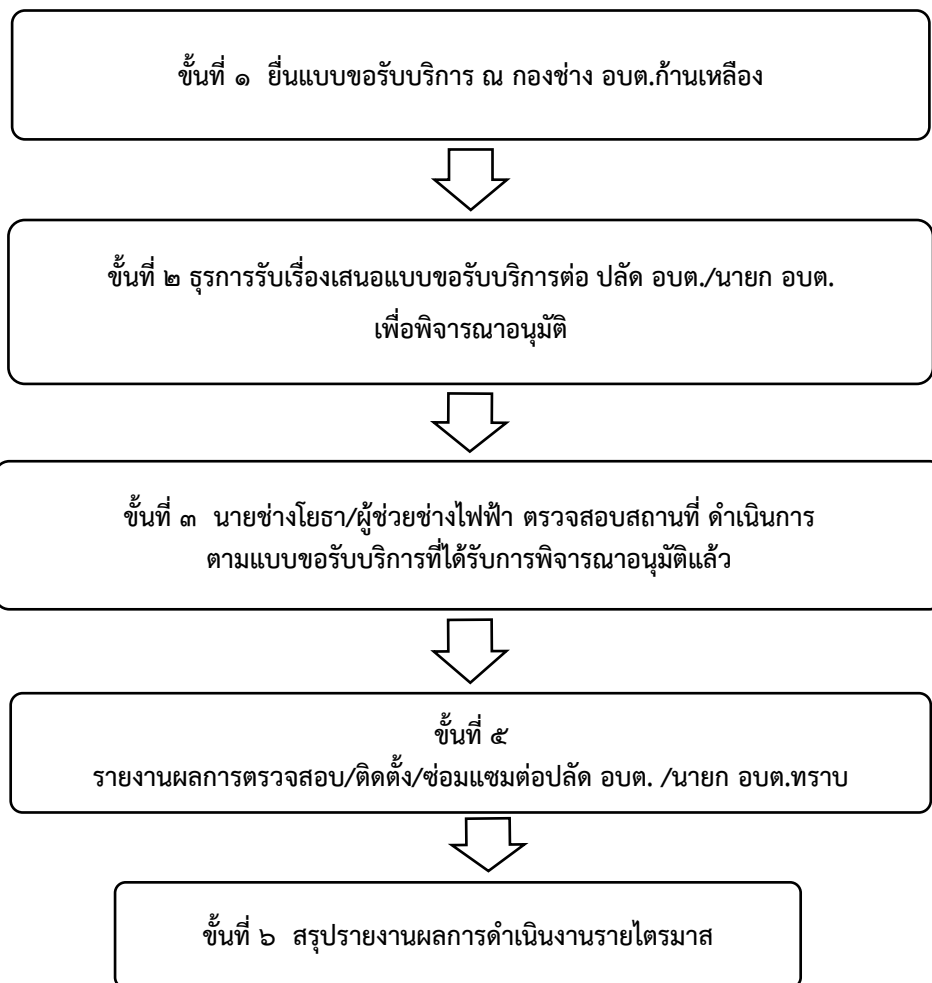 ขั้นที่ ๑ ยื่นแบบขอรับบริการ ณ กองช่าง อบต.ก้านเหลือง
ขั้นที่ ๒ ธุรการรับเรื่องเสนอแบบขอรับบริการต่อ ปลัด อบต./นายก อบต.
เพื่อพิจารณาอนุมัติ
ขั้นที่ ๓ นายช่างโยธา/ผู้ช่วยช่างไฟฟ้า ตรวจสอบสถานที่ ดำเนินการ
ตามแบบขอรับบริการที่ได้รับการพิจารณาอนุมัติแล้ว
ขั้นที่ ๕
รายงานผลการตรวจสอบ/ติดตั้ง/ซ่อมแซมต่อปลัด อบต. /นายก อบต.ทราบ
ขั้นที่ ๖ สรุปรายงานผลการดำเนินงานรายไตรมาส